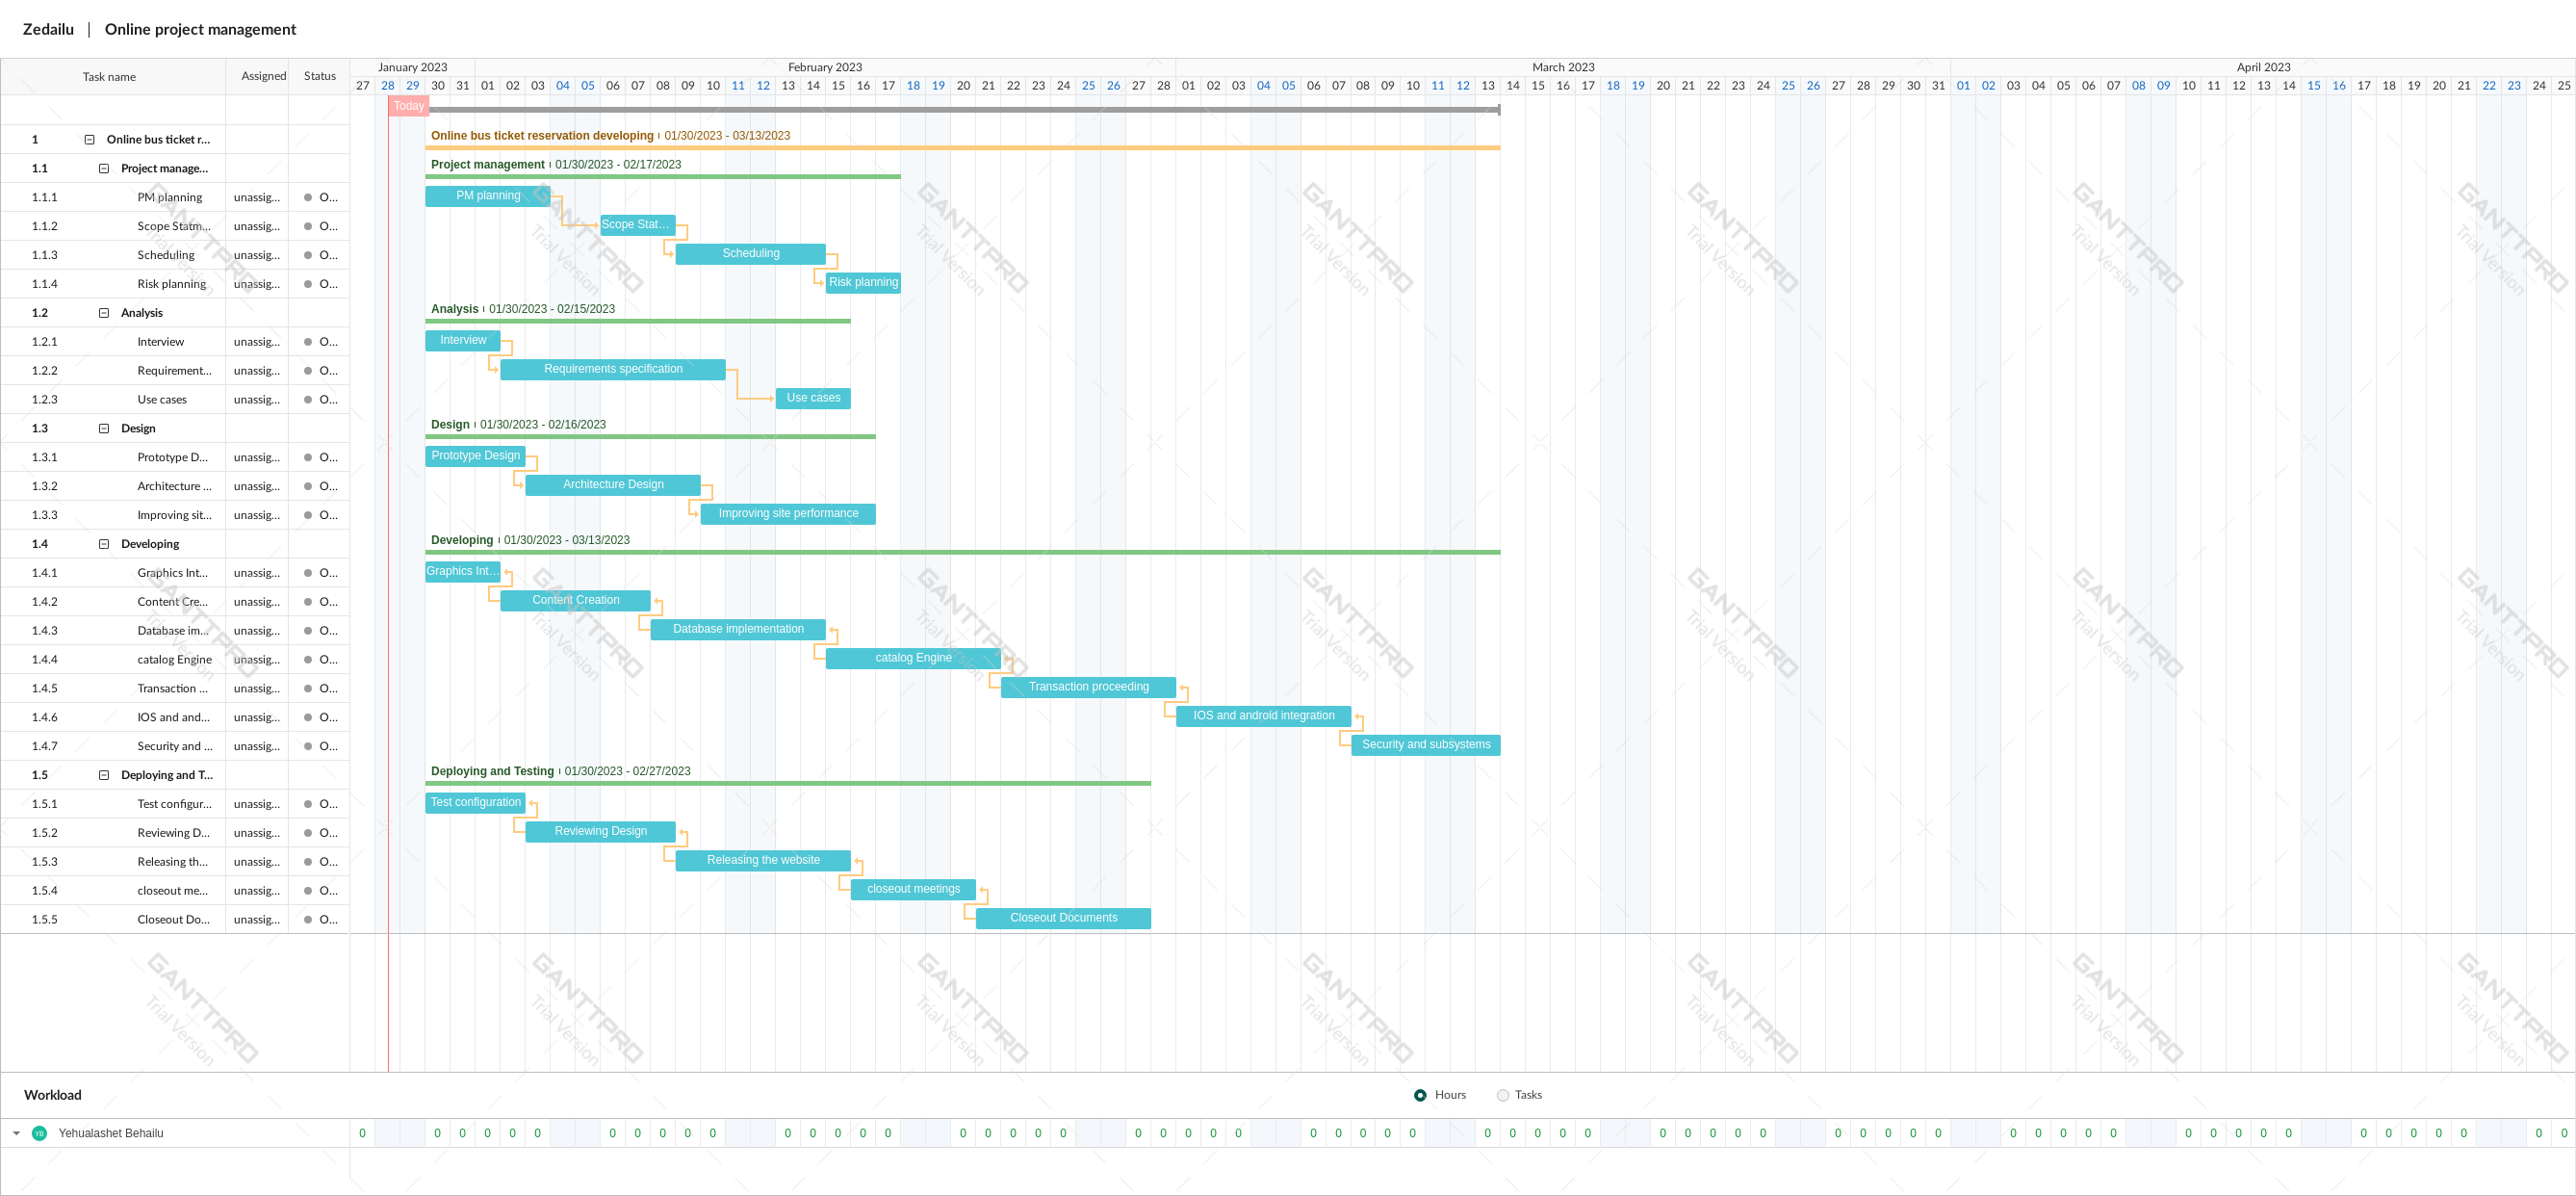 Zedailu | Online project management
Task name Assigned Status January 2023 February 2023 March 2023 April 2023
27 28 29 30 31 01 02 03 04 05 06 07 08 09 10 11 12 13 14 15 16 17 18 19 20 21 22 23 24 25 26 27 28 01 02 03 04 05 06 07 08 09 10 11 12 13 14 15 16 17 18 19 20 21 22 23 24 25 26 27 28 29 30 31 01 02 03 04 05 06 07 08 09 10 11 12 13 14 15 16 17 18 19 20 21 22 23 24 25
Today
1 Online bus ticket r... Online bus ticket reservation developing 01/30/2023 - 03/13/2023
1.1 Project manage... Project management 01/30/2023 - 02/17/2023
1.1.1 PM planning unassig... O... PM planning
1.1.2 Scope Statm... unassig... O... Scope Stat...
1.1.3 Scheduling unassig... O... Scheduling
1.1.4 Risk planning unassig... O... Risk planning
1.2 Analysis Analysis 01/30/2023 - 02/15/2023
1.2.1 Interview unassig... O... Interview
1.2.2 Requirement... unassig... O... Requirements specification
1.2.3 Use cases unassig... O... Use cases
1.3 Design Design 01/30/2023 - 02/16/2023
1.3.1 Prototype D... unassig... O... Prototype Design
1.3.2 Architecture ... unassig... O... Architecture Design
1.3.3 Improving sit... unassig... O... Improving site performance
1.4 Developing Developing 01/30/2023 - 03/13/2023
1.4.1 Graphics Int... unassig... O... Graphics Int...
1.4.2 Content Cre... unassig... O... Content Creation
1.4.3 Database im... unassig... O... Database implementation
1.4.4 catalog Engine unassig... O... catalog Engine
1.4.5 Transaction ... unassig... O... Transaction proceeding
1.4.6 IOS and and... unassig... O... IOS and android integration
1.4.7 Security and ... unassig... O... Security and subsystems
1.5 Deploying and T... Deploying and Testing 01/30/2023 - 02/27/2023
1.5.1 Test configur... unassig... O... Test configuration
1.5.2 Reviewing D... unassig... O... Reviewing Design
1.5.3 Releasing th... unassig... O... Releasing the website
1.5.4 closeout me... unassig... O... closeout meetings
1.5.5 Closeout Do... unassig... O... Closeout Documents
GANTTPRO Trial Version
Workload Hours Tasks
YB Yehualashet Behailu 0 0 0 0 0 0 0 0 0 0 0 0 0 0 0 0 0 0 0 0 0 0 0 0 0 0 0 0 0 0 0 0 0 0 0 0 0 0 0 0 0 0 0 0 0 0 0 0 0 0 0 0 0 0 0 0 0 0 0 0 0 0 0